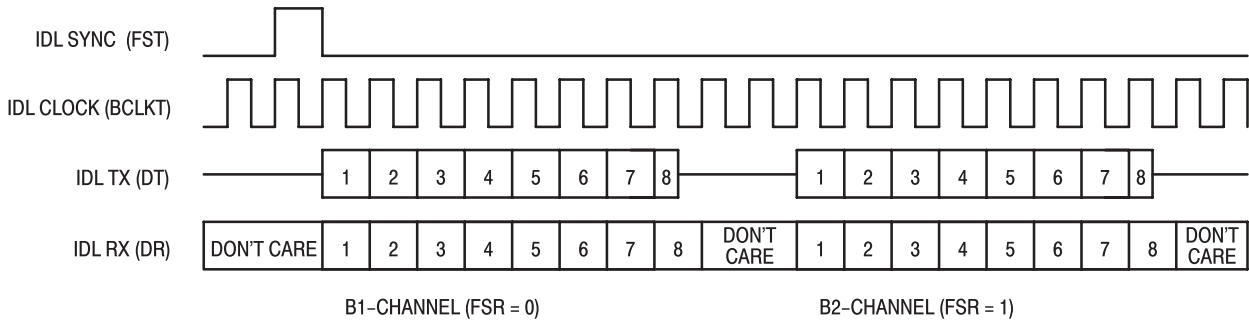 IDL SYNC (FST)
IDL CLOCK (BCLKT)
IDL TX (DT) 1 2 3 4 5 6 7 8 1 2 3 4 5 6 7 8
IDL RX (DR) DON'T CARE 1 2 3 4 5 6 7 8 DON'T CARE 1 2 3 4 5 6 7 8 DON'T CARE
B1–CHANNEL (FSR = 0) B2–CHANNEL (FSR = 1)